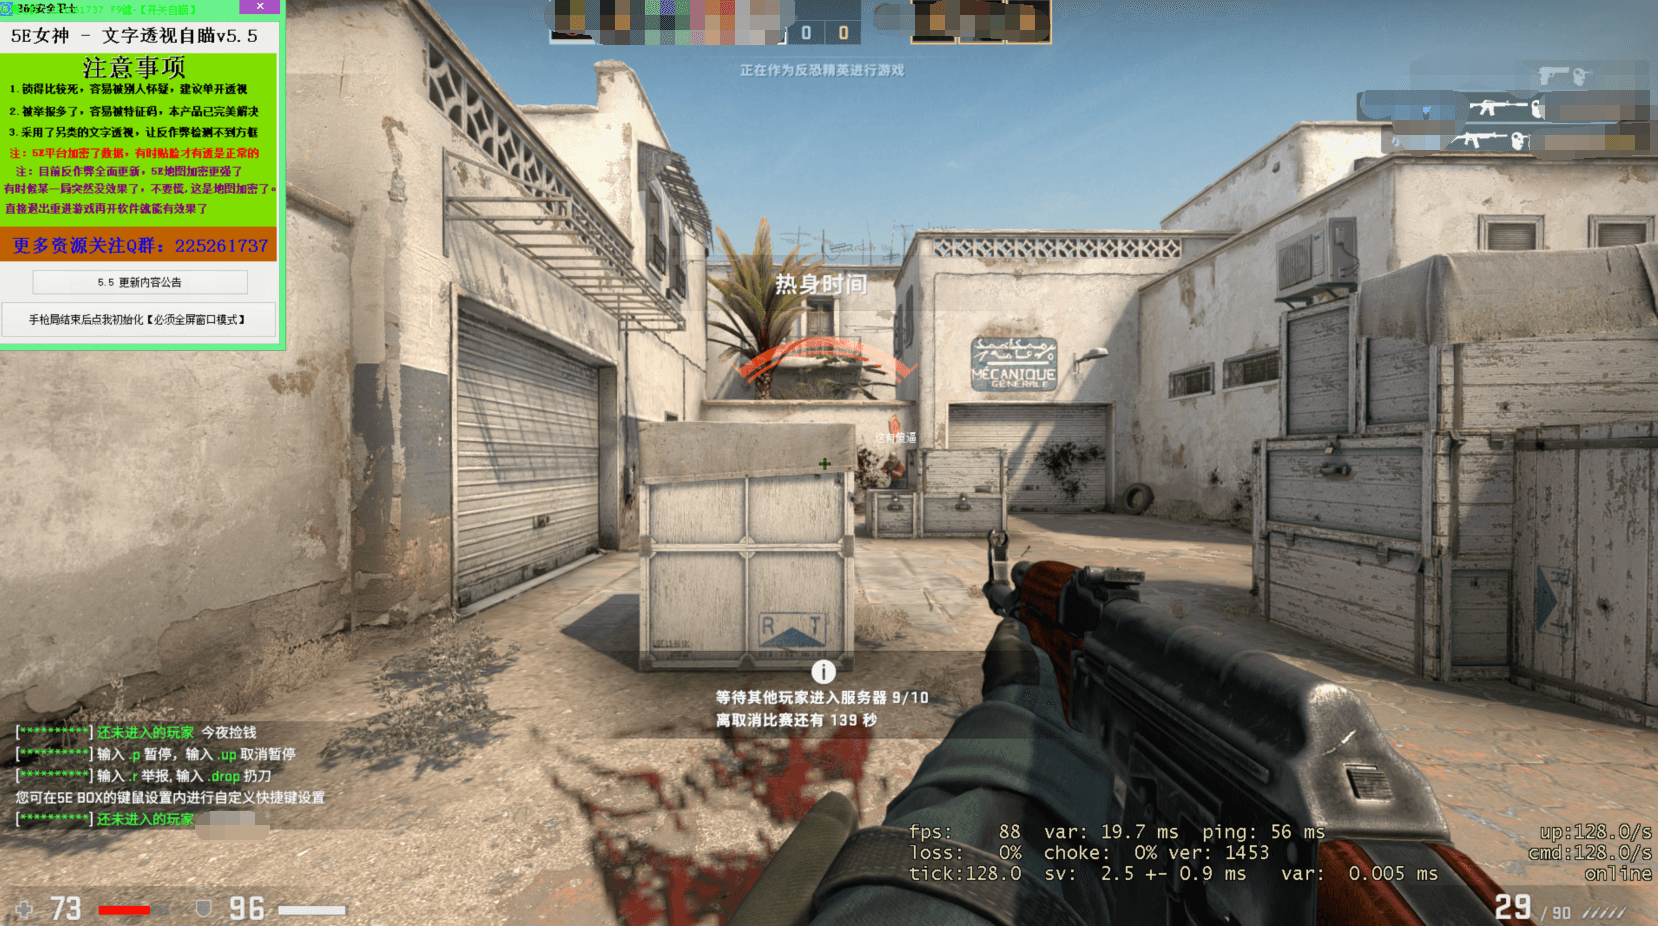 5E女神 - 文字透视自瞄v5.5
注意事项
1.锁得比较死，容易被别人怀疑，建议单开透视
2.被举报多了，容易被特征码，本产品已完美解决
3.采用了另类的文字透视，让反作弊检测不到方框
注：5E平台加密了数据，有时贴脸才有透是正常的
注：目前反作弊全面更新，5E地图加密更强了
有时候某一局突然没效果了，不要慌，这是地图加密了。
直接退出重进游戏再开软件就能有效果了
更多资源关注Q群：225261737
5.5 更新内容公告
手枪局结束后点我初始化【必须全屏窗口模式】
0 0
正在作为反恐精英进行游戏
热身时间
MÉCANIQUE
GÉNÉRALE
R T
等待其他玩家进入服务器 9/10
离取消比赛还有 139 秒
[**********] 还未进入的玩家 今夜捡钱
[**********] 输入 .p 暂停，输入 .up 取消暂停
[**********] 输入 .r 举报, 输入 .drop 扔刀
您可在5E BOX的键鼠设置内进行自定义快捷键设置
[**********] 还未进入的玩家
fps: 88 var: 19.7 ms ping: 56 ms
loss: 0% choke: 0% ver: 1453
tick:128.0 sv: 2.5 +- 0.9 ms var: 0.005 ms
up:128.0/s
cmd:128.0/s
online
73 96
29 / 90